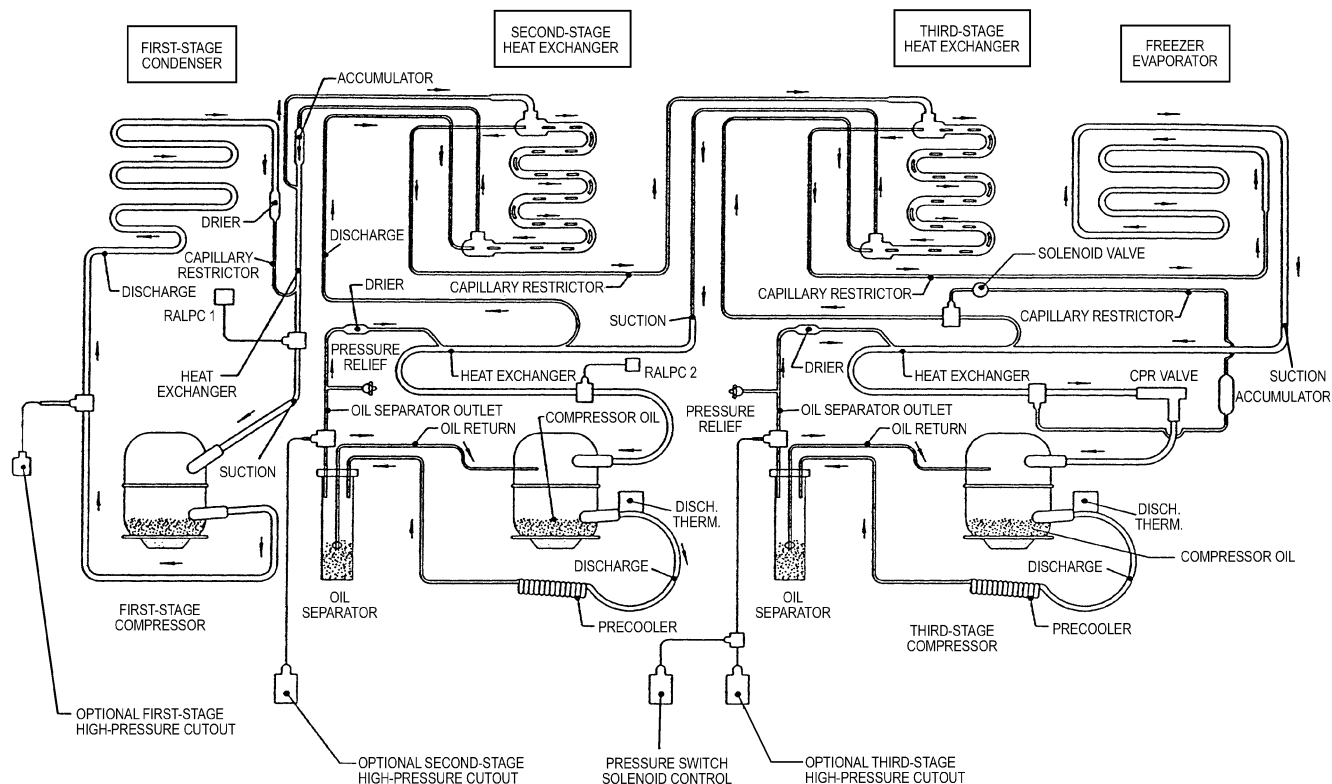 FIRST-STAGE
CONDENSER
SECOND-STAGE
HEAT EXCHANGER
THIRD-STAGE
HEAT EXCHANGER
FREEZER
EVAPORATOR
ACCUMULATOR
DRIER
CAPILLARY
RESTRICTOR
DISCHARGE
RALPC 1
HEAT
EXCHANGER
SUCTION
DISCHARGE
DRIER
CAPILLARY RESTRICTOR
PRESSURE
RELIEF
HEAT EXCHANGER
SUCTION
RALPC 2
OIL SEPARATOR OUTLET
COMPRESSOR OIL
OIL RETURN
DISCH.
THERM.
DISCHARGE
OIL
SEPARATOR
PRECOOLER
FIRST-STAGE
COMPRESSOR
SOLENOID VALVE
CAPILLARY RESTRICTOR
CAPILLARY RESTRICTOR
DRIER
HEAT EXCHANGER
CPR VALVE
SUCTION
ACCUMULATOR
PRESSURE
RELIEF
OIL SEPARATOR OUTLET
OIL RETURN
DISCH.
THERM.
COMPRESSOR OIL
DISCHARGE
OIL
SEPARATOR
THIRD-STAGE
COMPRESSOR
PRECOOLER
OPTIONAL FIRST-STAGE
HIGH-PRESSURE CUTOUT
OPTIONAL SECOND-STAGE
HIGH-PRESSURE CUTOUT
PRESSURE SWITCH
SOLENOID CONTROL
OPTIONAL THIRD-STAGE
HIGH-PRESSURE CUTOUT